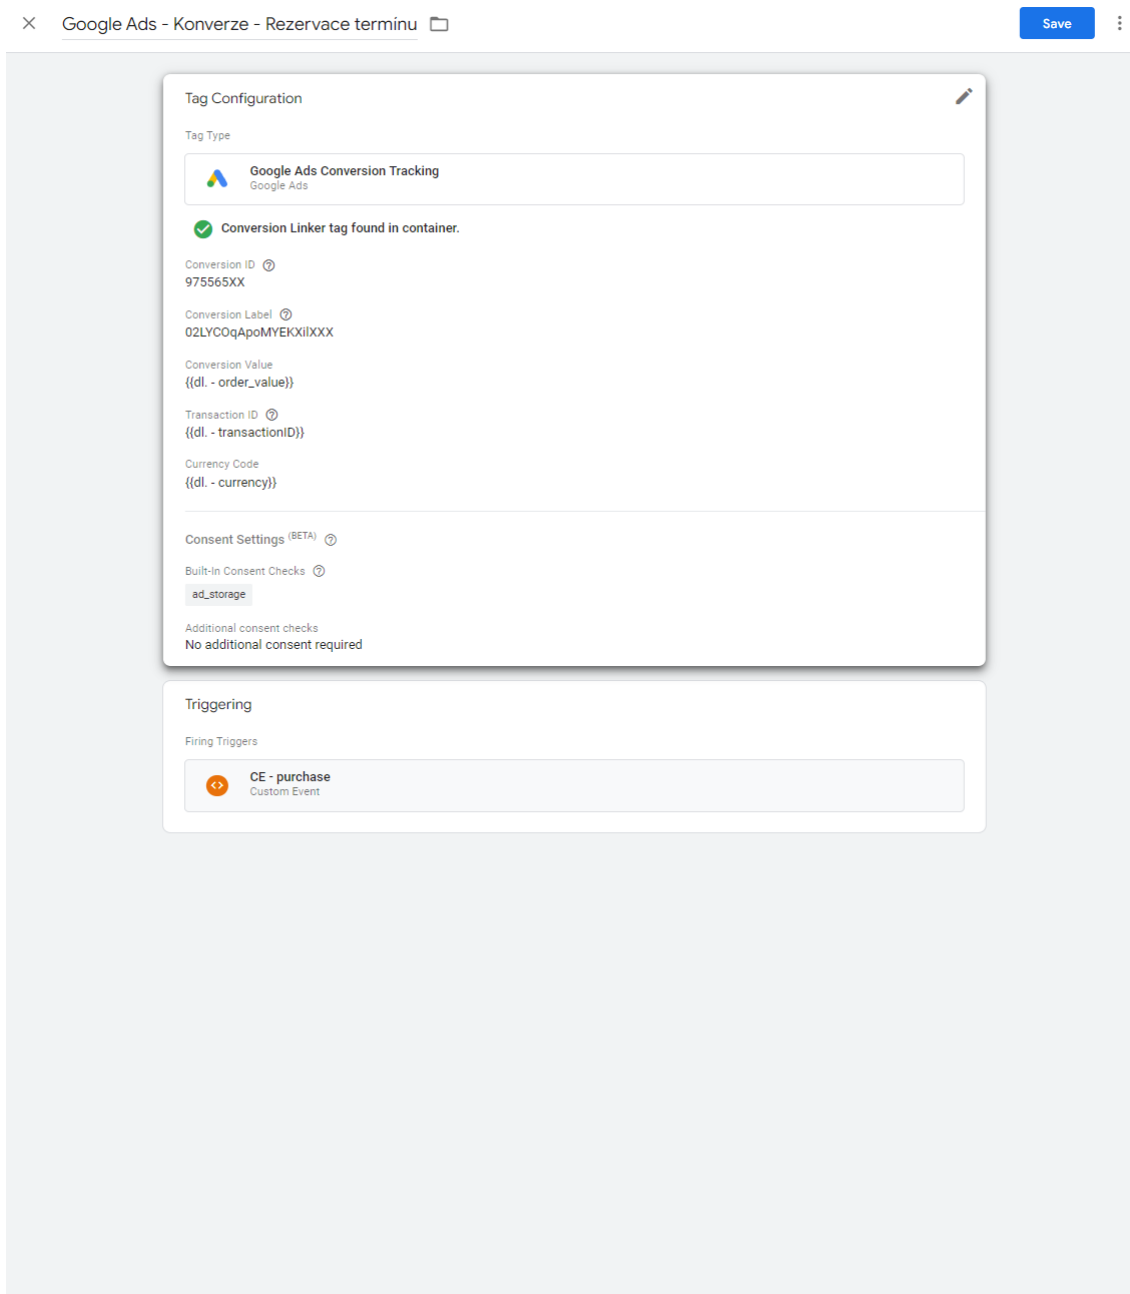 Google Ads - Konverze - Rezervace termínu
Save
Tag Configuration
Tag Type
Google Ads Conversion Tracking
Google Ads
Conversion Linker tag found in container.
Conversion ID
975565XX
Conversion Label
02LYCOqApoMYEKXilXXX
Conversion Value
{{dl. - order_value}}
Transaction ID
{{dl. - transactionID}}
Currency Code
{{dl. - currency}}
Consent Settings (BETA)
Built-In Consent Checks
ad_storage
Additional consent checks
No additional consent required
Triggering
Firing Triggers
CE - purchase
Custom Event